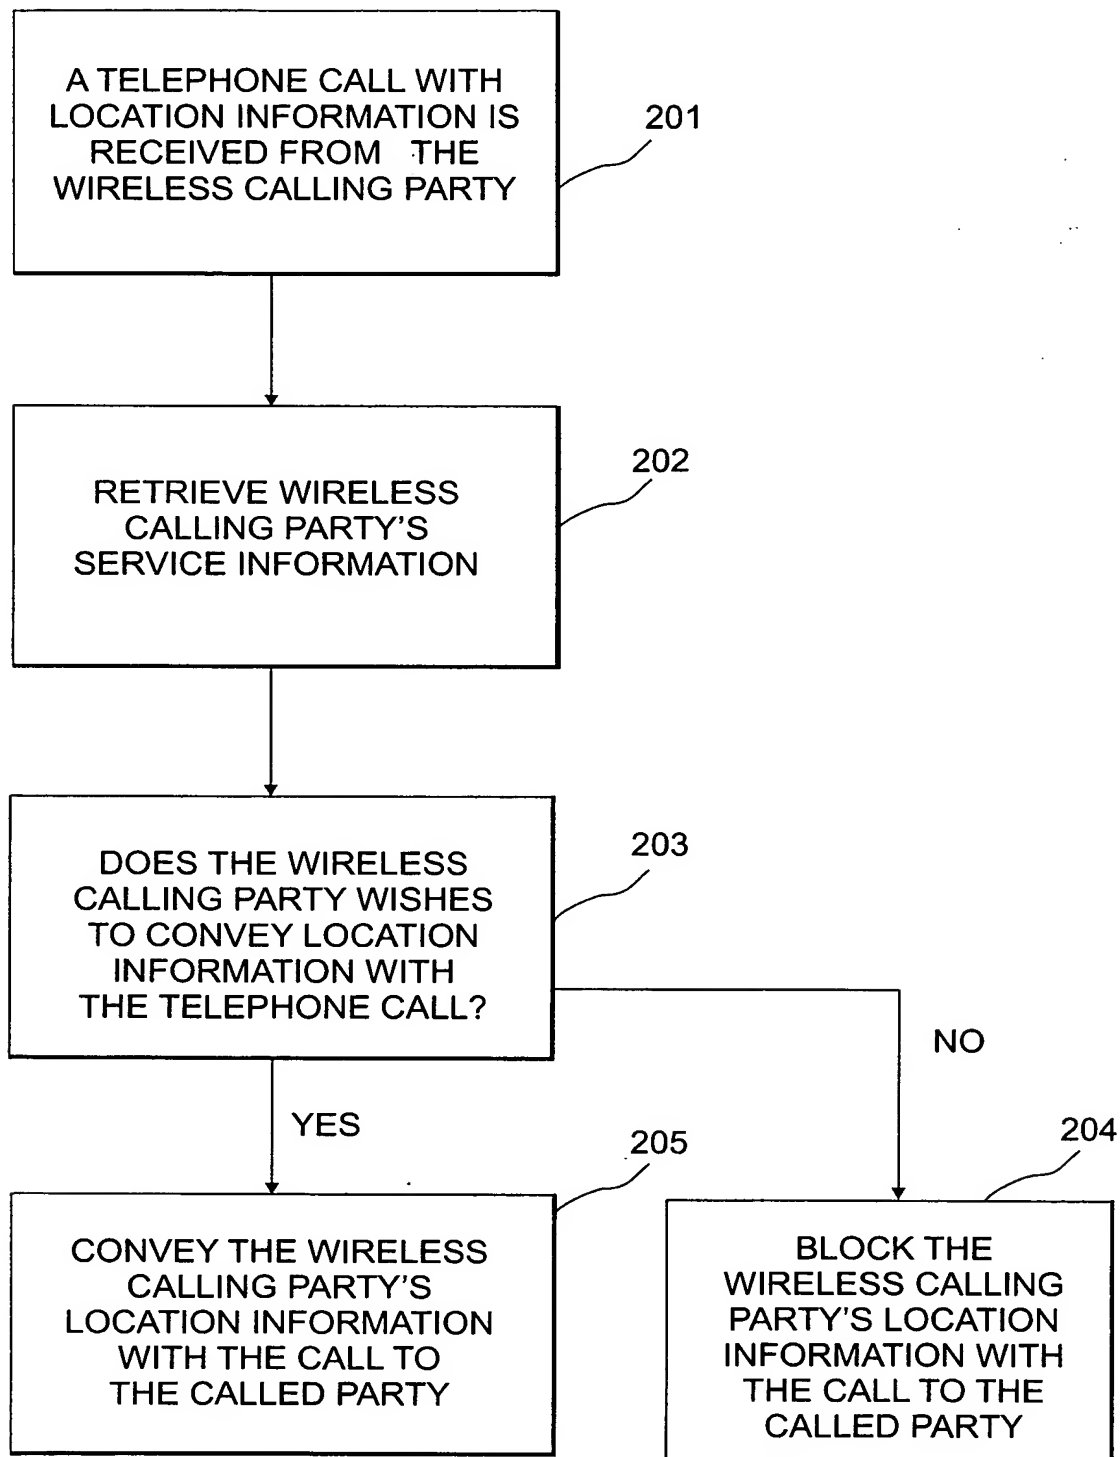 A TELEPHONE CALL WITH
LOCATION INFORMATION IS
RECEIVED FROM THE
WIRELESS CALLING PARTY
201
RETRIEVE WIRELESS
CALLING PARTY'S
SERVICE INFORMATION
202
DOES THE WIRELESS
CALLING PARTY WISHES
TO CONVEY LOCATION
INFORMATION WITH
THE TELEPHONE CALL?
203
NO
YES
205
204
CONVEY THE WIRELESS
CALLING PARTY'S
LOCATION INFORMATION
WITH THE CALL TO
THE CALLED PARTY
BLOCK THE
WIRELESS CALLING
PARTY'S LOCATION
INFORMATION WITH
THE CALL TO THE
CALLED PARTY